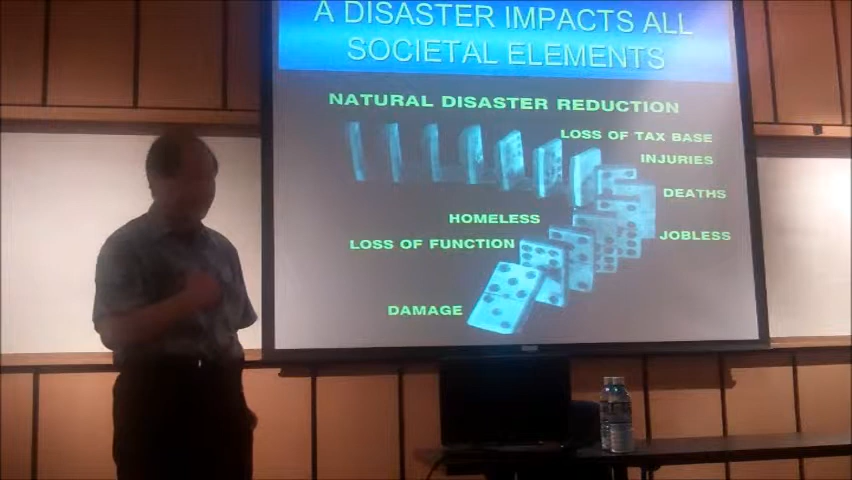 A DISASTER IMPACTS ALL
SOCIETAL ELEMENTS
NATURAL DISASTER REDUCTION
LOSS OF TAX BASE
INJURIES
DEATHS
HOMELESS
JOBLESS
LOSS OF FUNCTION
DAMAGE